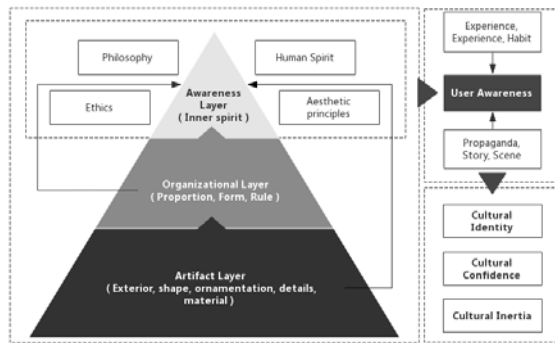 Philosophy
Human Spirit
Ethics
Aesthetic
principles
Awareness
Layer
( Inner spirit )
Organizational Layer
( Proportion, Form, Rule )
Artifact Layer
( Exterior, shape, ornamentation, details,
material )
Experience,
Experience, Habit
User Awareness
Propaganda,
Story, Scene
Cultural
Identity
Cultural
Confidence
Cultural Inertia